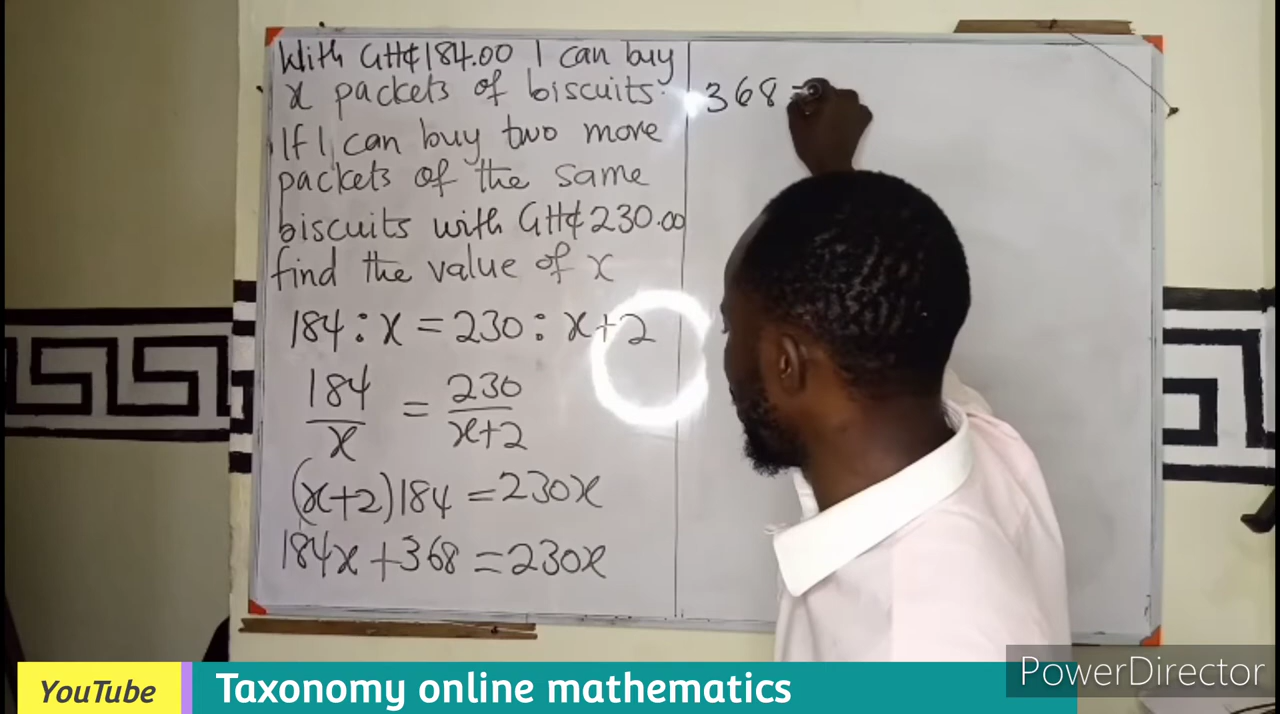 With GH¢184.00 I can buy
x packets of biscuits.
If I can buy two more
packets of the same
biscuits with GH¢230.00
find the value of x
184 : x = 230 : x+2
184/x = 230/x+2
(x+2)184 = 230x
184x + 368 = 230x
368 =
YouTube
Taxonomy online mathematics
PowerDirector